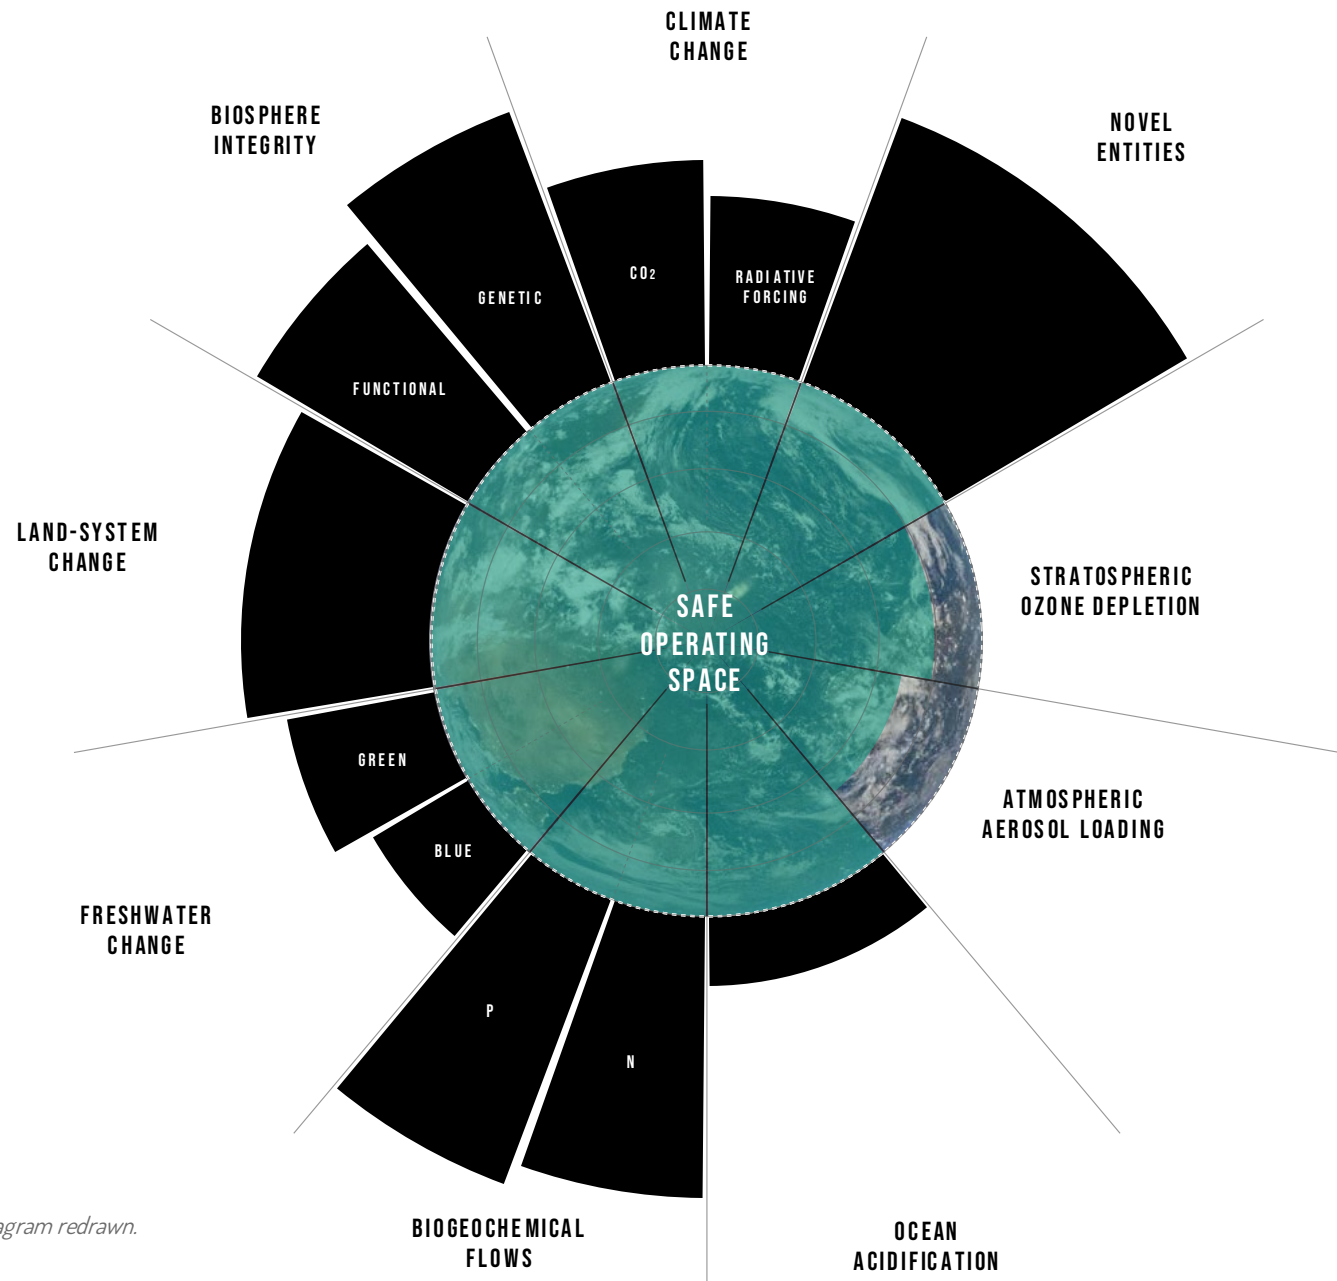 CLIMATE
CHANGE
BIOSPHERE
INTEGRITY
NOVEL
ENTITIES
CO2
RADIATIVE
FORCING
GENETIC
FUNCTIONAL
LAND-SYSTEM
CHANGE
STRATOSPHERIC
OZONE DEPLETION
SAFE
OPERATING
SPACE
GREEN
ATMOSPHERIC
AEROSOL LOADING
BLUE
FRESHWATER
CHANGE
P
N
BIOGEOCHEMICAL
FLOWS
OCEAN
ACIDIFICATION
redrawn.